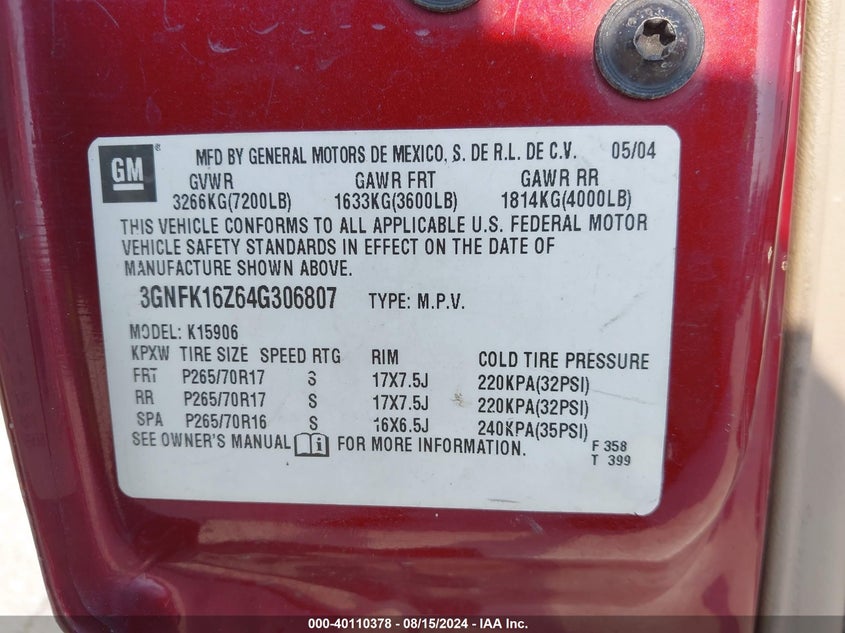 GM ® MFD BY GENERAL MOTORS DE MEXICO, S. DE R.L. DE C.V. 05/04
GVWR GAWR FRT GAWR RR
3266KG(7200LB) 1633KG(3600LB) 1814KG(4000LB)
THIS VEHICLE CONFORMS TO ALL APPLICABLE U.S. FEDERAL MOTOR
VEHICLE SAFETY STANDARDS IN EFFECT ON THE DATE OF
MANUFACTURE SHOWN ABOVE.
3GNFK16Z64G306807 TYPE: M.P.V.
MODEL: K15906
KPXW TIRE SIZE SPEED RTG RIM COLD TIRE PRESSURE
FRT P265/70R17 S 17X7.5J 220KPA(32PSI)
RR P265/70R17 S 17X7.5J 220KPA(32PSI)
SPA P265/70R16 S 16X6.5J 240KPA(35PSI)
SEE OWNER'S MANUAL i FOR MORE INFORMATION.
F 358
T 399
000-40110378 - 08/15/2024 - IAA Inc.